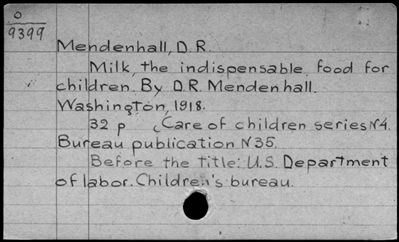 0
9399
Mendenhall, D.R.
Milk, the indispensable food for
children. By D.R. Mendenhall.
Washington, 1918.
32 p (Care of children series N4.
Bureau publication N35.
Before the title: U.S. Department
of labor. Children's bureau.